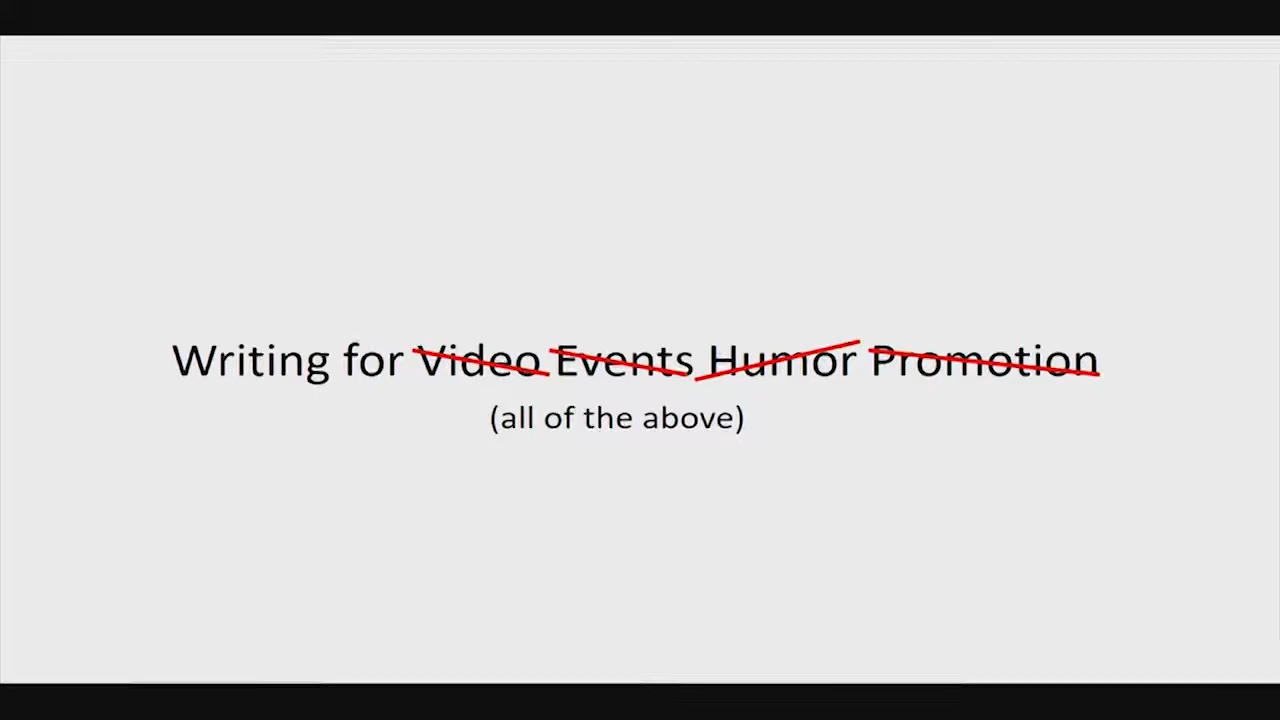 Writing for Video Events Humor Promotion
(all of the above)